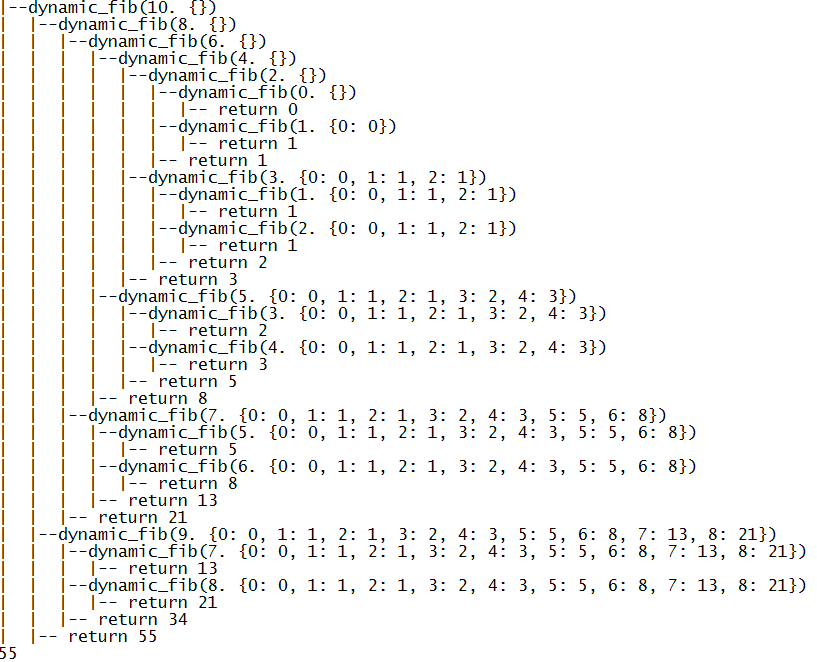 |--dynamic_fib(10. {})
|  |--dynamic_fib(8. {})
|  |  |--dynamic_fib(6. {})
|  |  |  |--dynamic_fib(4. {})
|  |  |  |  |--dynamic_fib(2. {})
|  |  |  |  |  |--dynamic_fib(0. {})
|  |  |  |  |  |  |-- return 0
|  |  |  |  |  |--dynamic_fib(1. {0: 0})
|  |  |  |  |  |  |-- return 1
|  |  |  |  |  |-- return 1
|  |  |  |  |--dynamic_fib(3. {0: 0, 1: 1, 2: 1})
|  |  |  |  |  |--dynamic_fib(1. {0: 0, 1: 1, 2: 1})
|  |  |  |  |  |  |-- return 1
|  |  |  |  |  |--dynamic_fib(2. {0: 0, 1: 1, 2: 1})
|  |  |  |  |  |  |-- return 1
|  |  |  |  |  |-- return 2
|  |  |  |  |-- return 3
|  |  |  |--dynamic_fib(5. {0: 0, 1: 1, 2: 1, 3: 2, 4: 3})
|  |  |  |  |--dynamic_fib(3. {0: 0, 1: 1, 2: 1, 3: 2, 4: 3})
|  |  |  |  |  |-- return 2
|  |  |  |  |--dynamic_fib(4. {0: 0, 1: 1, 2: 1, 3: 2, 4: 3})
|  |  |  |  |  |-- return 3
|  |  |  |  |-- return 5
|  |  |  |-- return 8
|  |  |--dynamic_fib(7. {0: 0, 1: 1, 2: 1, 3: 2, 4: 3, 5: 5, 6: 8})
|  |  |  |--dynamic_fib(5. {0: 0, 1: 1, 2: 1, 3: 2, 4: 3, 5: 5, 6: 8})
|  |  |  |  |-- return 5
|  |  |  |--dynamic_fib(6. {0: 0, 1: 1, 2: 1, 3: 2, 4: 3, 5: 5, 6: 8})
|  |  |  |  |-- return 8
|  |  |  |-- return 13
|  |  |-- return 21
|  |--dynamic_fib(9. {0: 0, 1: 1, 2: 1, 3: 2, 4: 3, 5: 5, 6: 8, 7: 13, 8: 21})
|  |  |--dynamic_fib(7. {0: 0, 1: 1, 2: 1, 3: 2, 4: 3, 5: 5, 6: 8, 7: 13, 8: 21})
|  |  |  |-- return 13
|  |  |--dynamic_fib(8. {0: 0, 1: 1, 2: 1, 3: 2, 4: 3, 5: 5, 6: 8, 7: 13, 8: 21})
|  |  |  |-- return 21
|  |  |-- return 34
|  |-- return 55
55